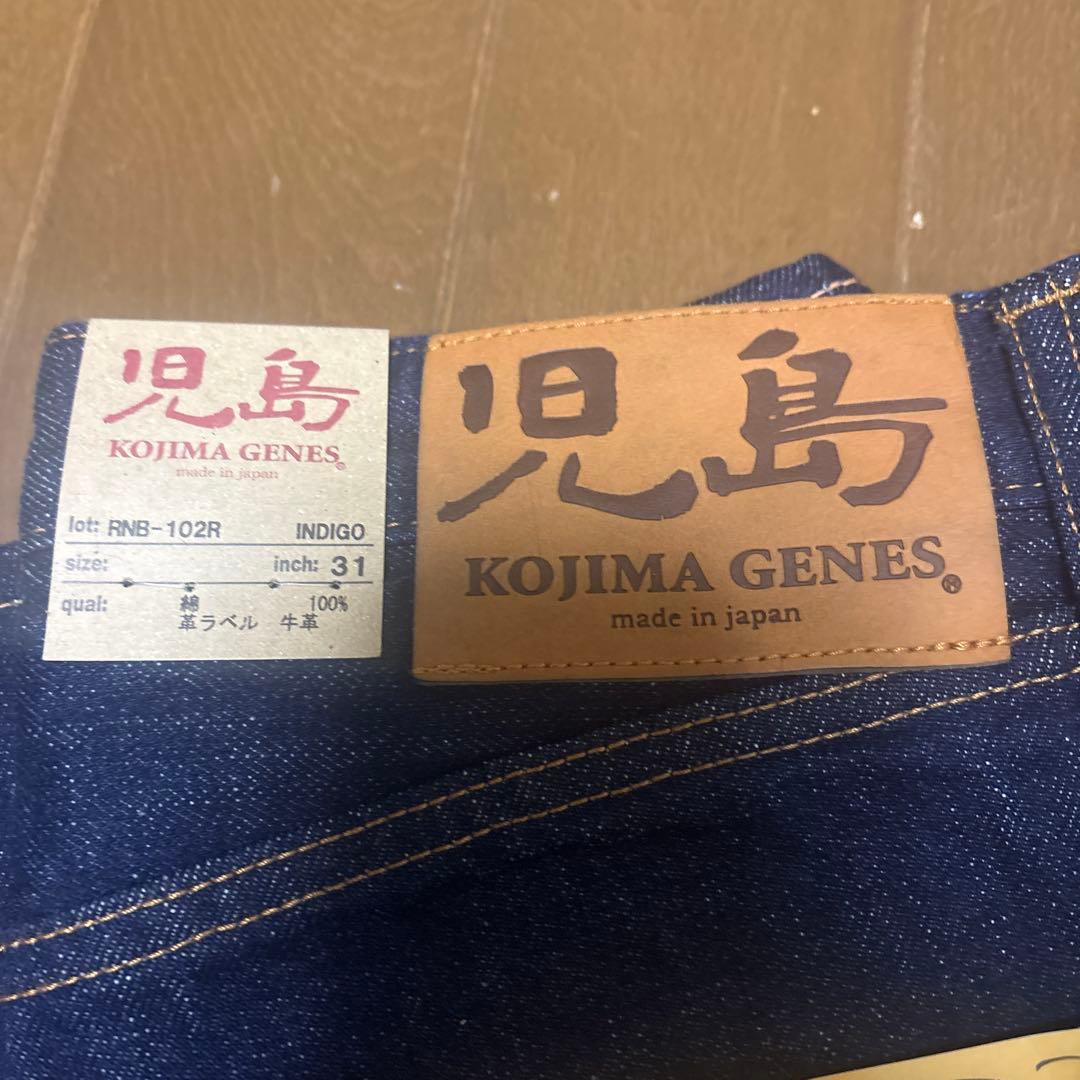 児島
KOJIMA GENES®
made in japan
lot: RNB-102R INDIGO
size: inch: 31
qual: 綿 100%
革ラベル 牛革
児島
KOJIMA GENES®
made in japan